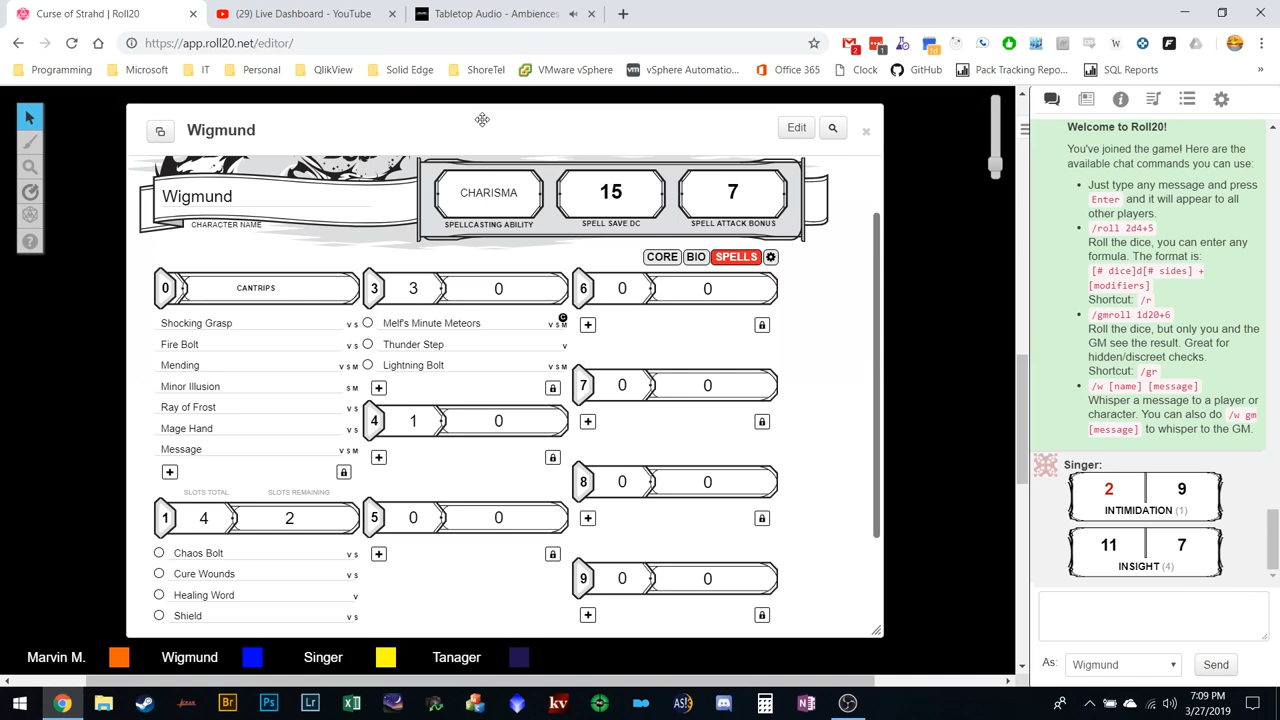 Curse of Strahd | Roll20
(29) Live Dashboard - YouTube
Tabletop Audio - Ambiences
https://app.roll20.net/editor/
2
1
1d
Programming
Microsoft
IT
Personal
QlikView
Solid Edge
ShoreTel
VMware vSphere
vSphere Automatio...
Office 365
Clock
GitHub
Pack Tracking Repo...
SQL Reports
»
Wigmund
Edit
Wigmund
CHARACTER NAME
CHARISMA
15
7
SPELLCASTING ABILITY
SPELL SAVE DC
SPELL ATTACK BONUS
CORE
BIO
SPELLS
0
CANTRIPS
Shocking Grasp V S
Fire Bolt V S
Mending V S M
Minor Illusion S M
Ray of Frost V S
Mage Hand V S
Message V S M
SLOTS TOTAL
SLOTS REMAINING
1
4
2
Chaos Bolt V S
Cure Wounds V S
Healing Word V
Shield V S
3
3
0
Melf's Minute Meteors V S M C
Thunder Step V
Lightning Bolt V S M
4
1
0
5
0
0
6
0
0
7
0
0
8
0
0
9
0
0
Marvin M.
Wigmund
Singer
Tanager
Welcome to Roll20!
You've joined the game! Here are the
available chat commands you can use:
Just type any message and press
Enter and it will appear to all
other players.
/roll 2d4+5
Roll the dice, you can enter any
formula. The format is:
[# dice]d[# sides] +
[modifiers]
Shortcut: /r
/gmroll 1d20+6
Roll the dice, but only you and the
GM see the result. Great for
hidden/discreet checks.
Shortcut: /gr
/w [name] [message]
Whisper a message to a player or
character. You can also do /w gm
[message] to whisper to the GM.
Singer:
2
9
INTIMIDATION (1)
11
7
INSIGHT (4)
As:
Wigmund
Send
Br
Ps
Lr
kv
7:09 PM
3/27/2019